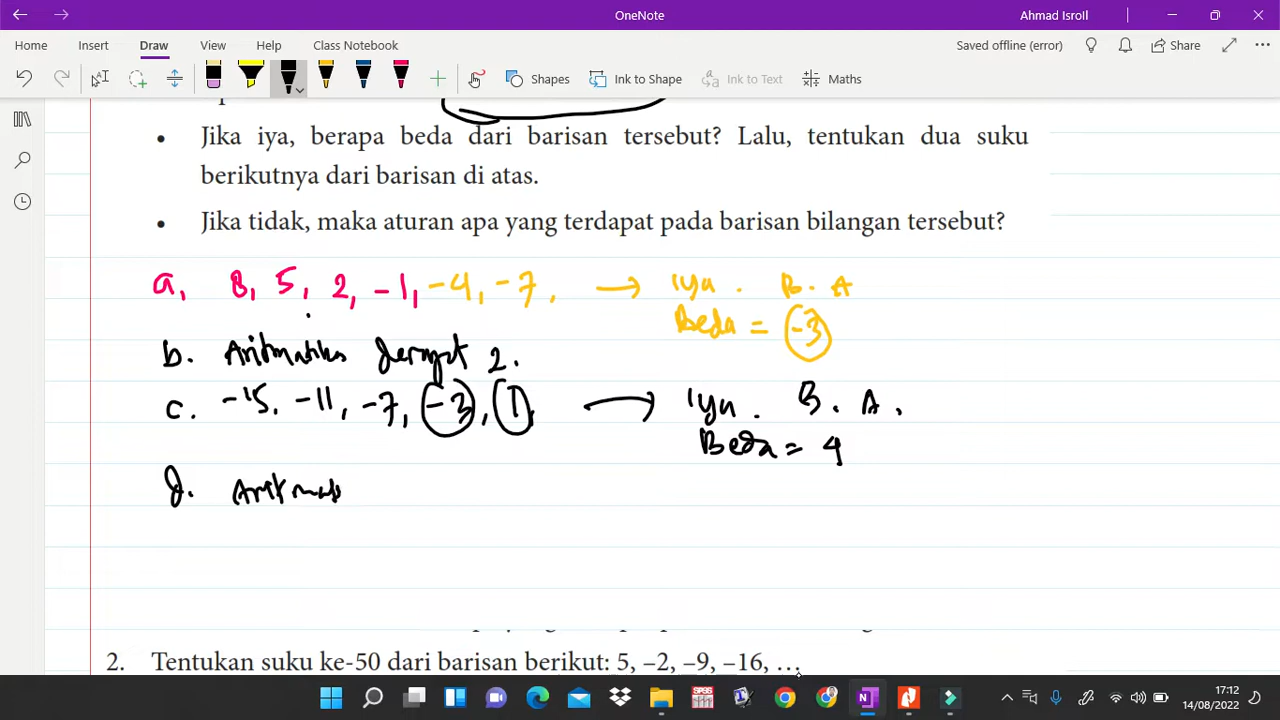 OneNote
Ahmad Isroll
Home Insert Draw View Help Class Notebook
Saved offline (error) Share
Shapes Ink to Shape Ink to Text Maths
• Jika iya, berapa beda dari barisan tersebut? Lalu, tentukan dua suku
berikutnya dari barisan di atas.
• Jika tidak, maka aturan apa yang terdapat pada barisan bilangan tersebut?
a, 8, 5, 2, -1, -4, -7, → Iya. B. A
Beda = -3
b. Aritmatika derajat 2.
c. -15, -11, -7, -3, 1, → Iya. B. A.
Beda = 4
d. Aritmati
2. Tentukan suku ke-50 dari barisan berikut: 5, –2, –9, –16, …
17:12
14/08/2022